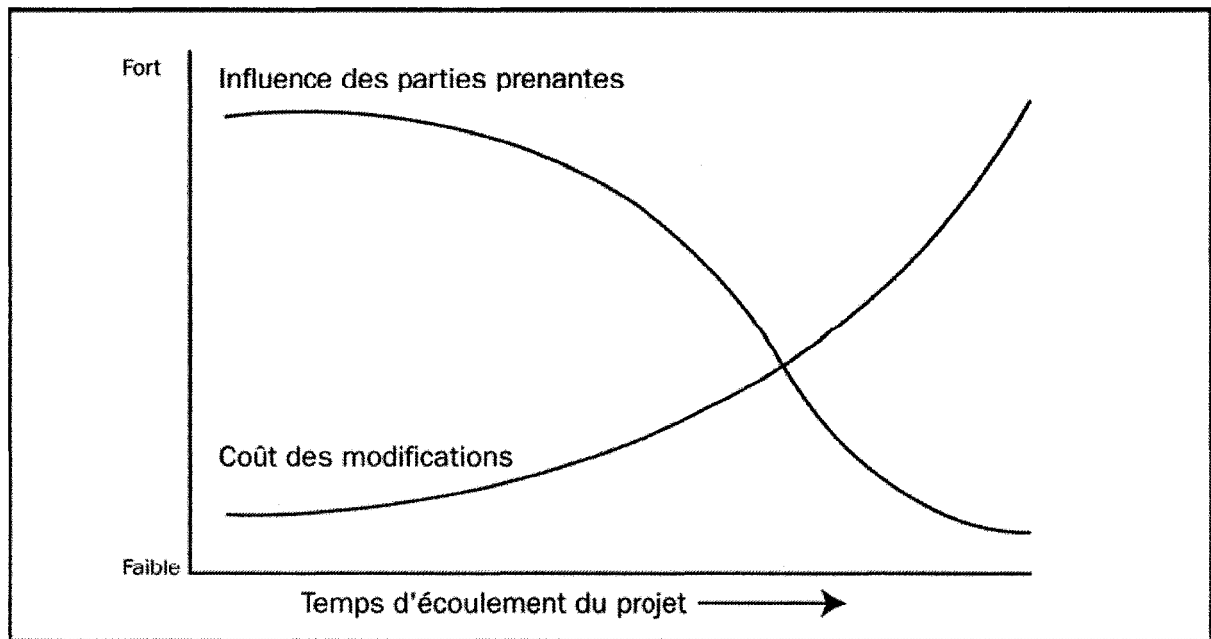 Fort
Influence des parties prenantes
Coût des modifications
Faible
Temps d'écoulement du projet